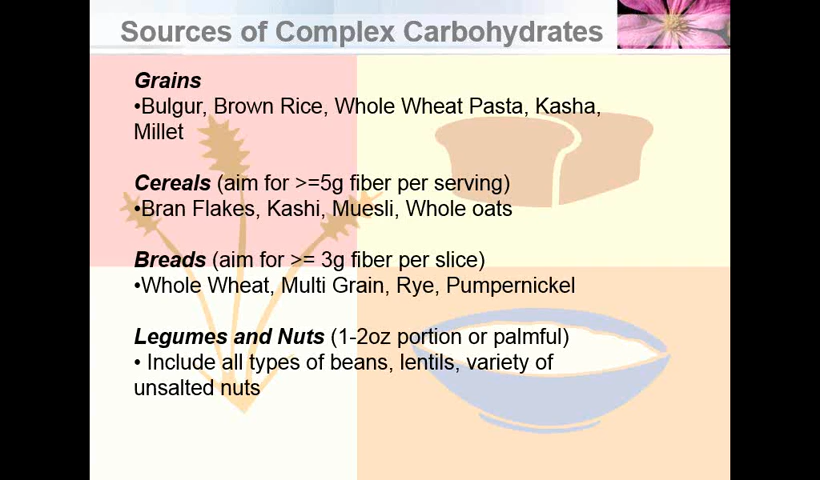 Sources of Complex Carbohydrates
Grains
•Bulgur, Brown Rice, Whole Wheat Pasta, Kasha,
Millet
Cereals (aim for >=5g fiber per serving)
•Bran Flakes, Kashi, Muesli, Whole oats
Breads (aim for >= 3g fiber per slice)
•Whole Wheat, Multi Grain, Rye, Pumpernickel
Legumes and Nuts (1-2oz portion or palmful)
• Include all types of beans, lentils, variety of
unsalted nuts